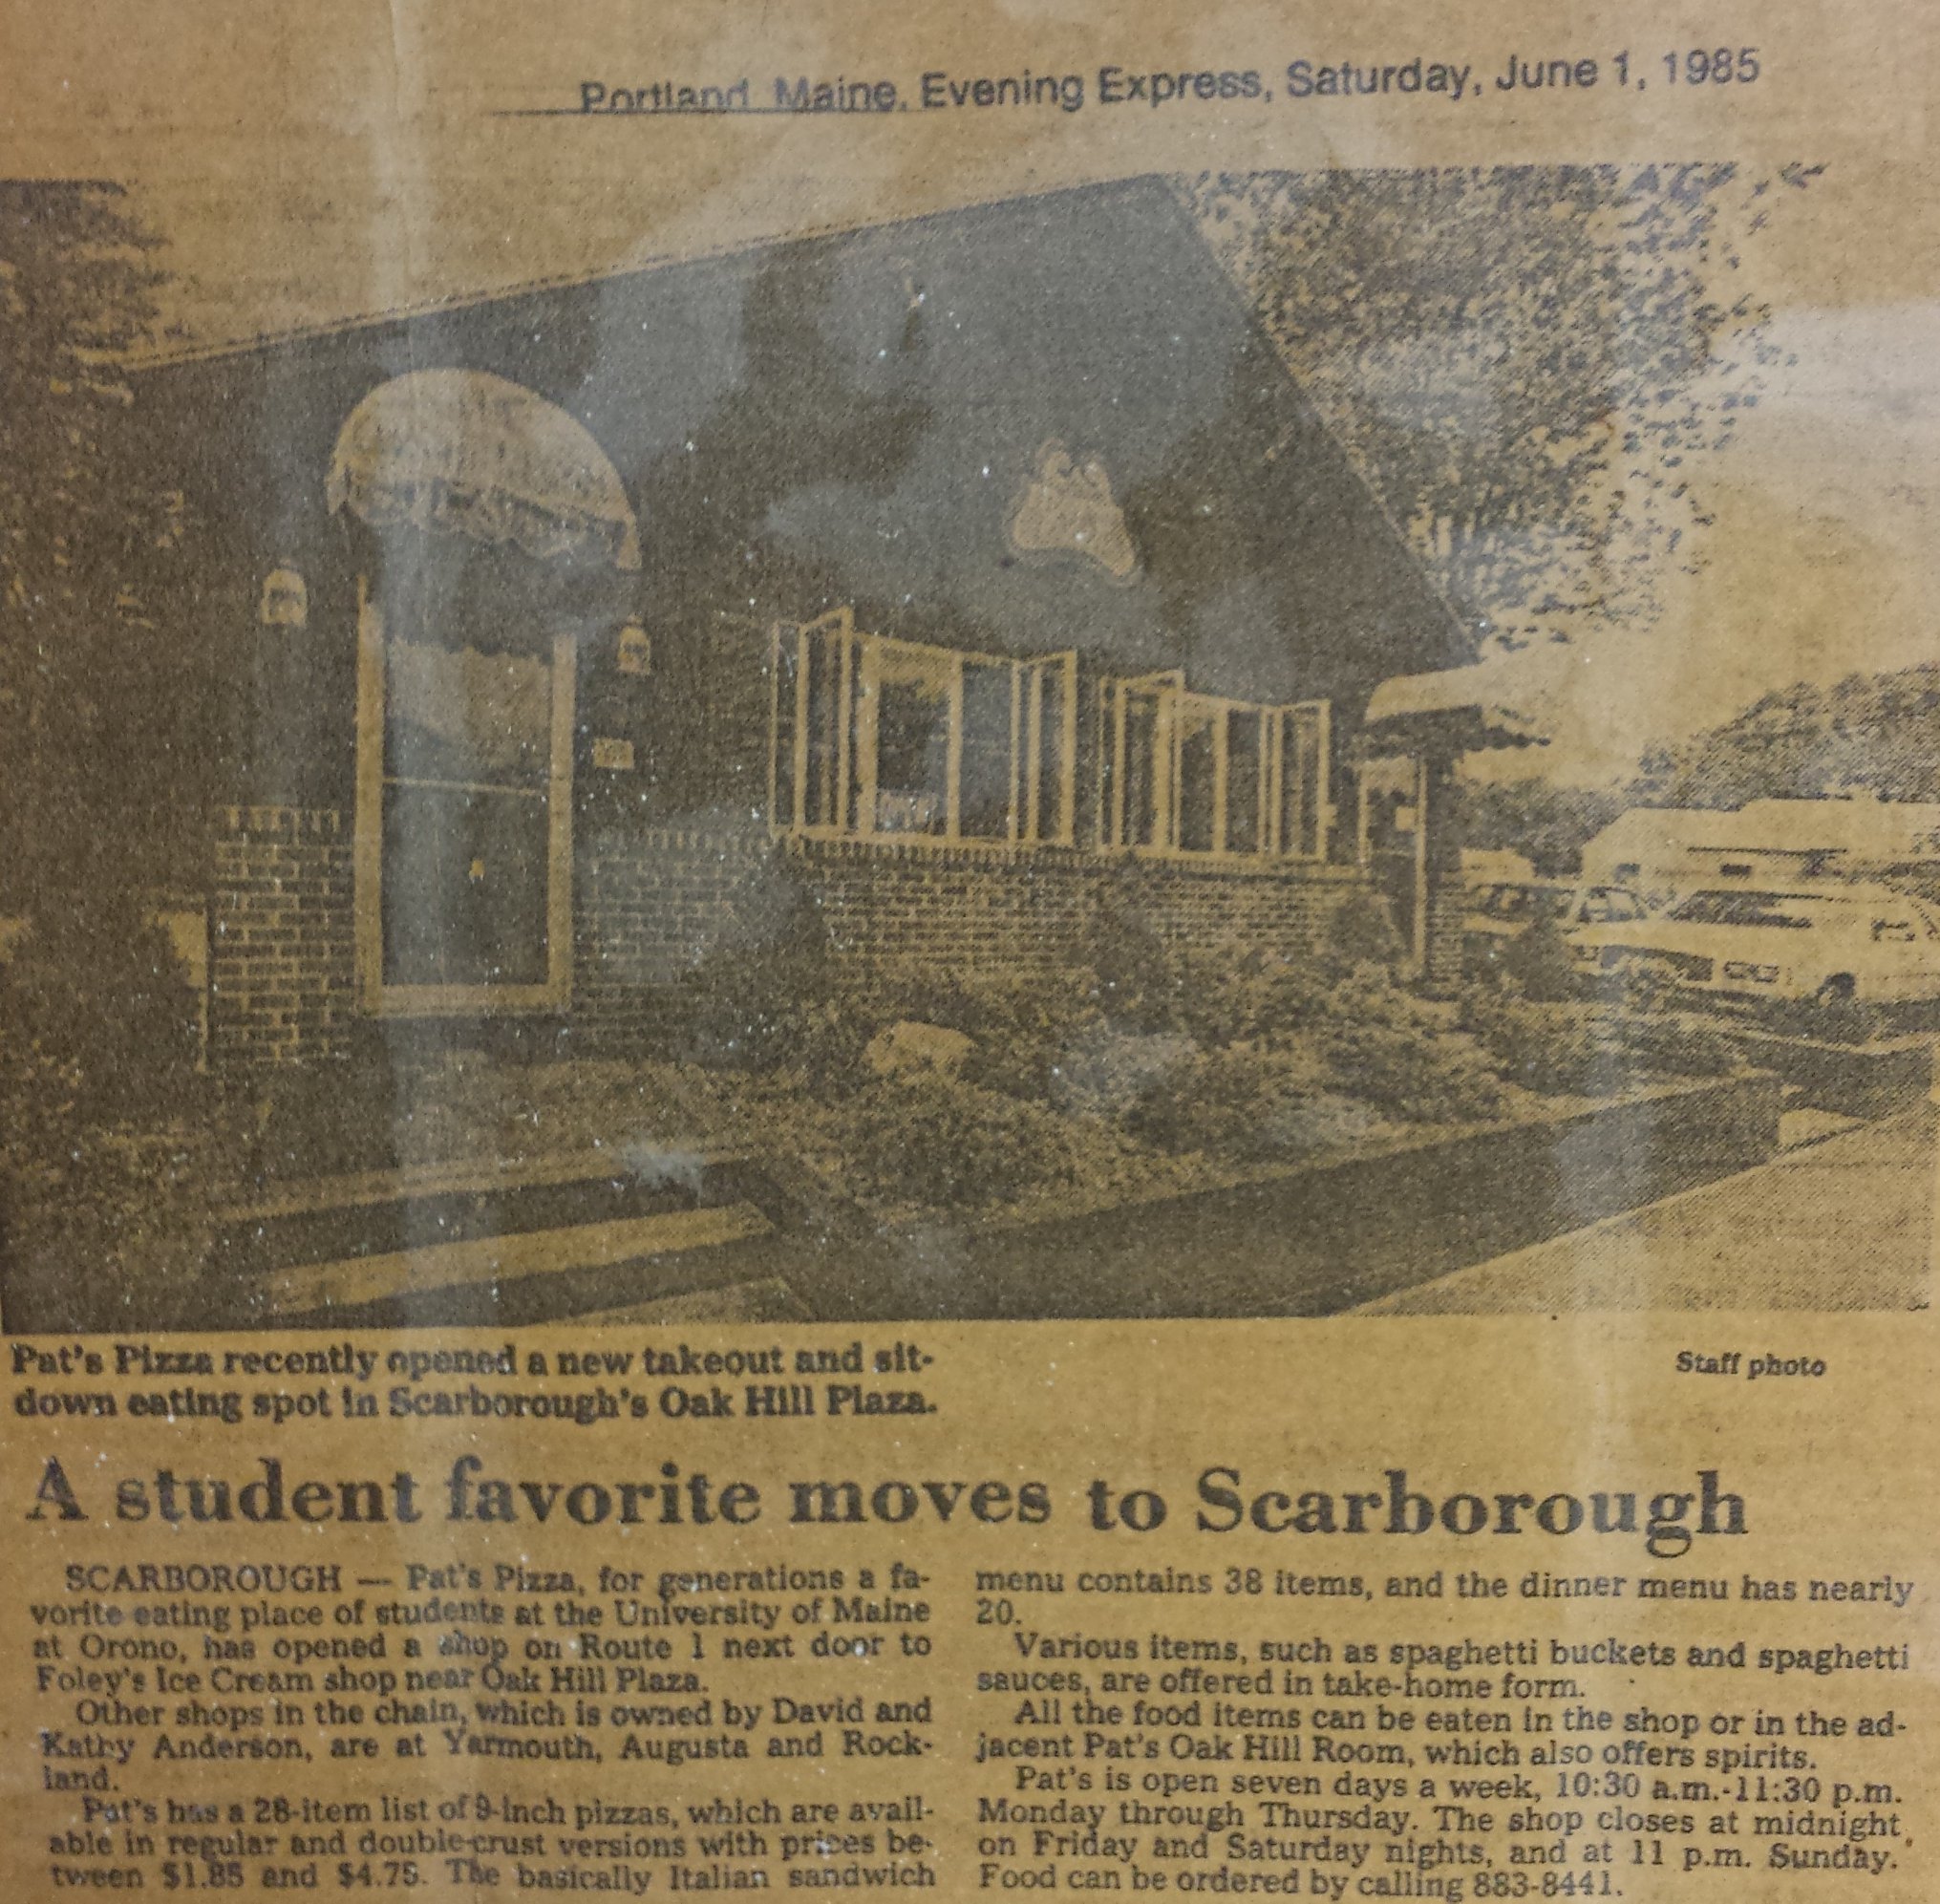 Portland, Maine, Evening Express, Saturday, June 1, 1985
Pat's Pizza recently opened a new takeout and sit-
down eating spot in Scarborough's Oak Hill Plaza.
Staff photo
A student favorite moves to Scarborough
SCARBOROUGH — Pat's Pizza, for generations a fa-
vorite eating place of students at the University of Maine
at Orono, has opened a shop on Route 1 next door to
Foley's Ice Cream shop near Oak Hill Plaza.
Other shops in the chain, which is owned by David and
Kathy Anderson, are at Yarmouth, Augusta and Rock-
land.
Pat's has a 28-item list of 9-inch pizzas, which are avail-
able in regular and double-crust versions with prices be-
tween $1.85 and $4.75. The basically Italian sandwich
menu contains 38 items, and the dinner menu has nearly
20.
Various items, such as spaghetti buckets and spaghetti
sauces, are offered in take-home form.
All the food items can be eaten in the shop or in the ad-
jacent Pat's Oak Hill Room, which also offers spirits.
Pat's is open seven days a week, 10:30 a.m.-11:30 p.m.
Monday through Thursday. The shop closes at midnight
on Friday and Saturday nights, and at 11 p.m. Sunday.
Food can be ordered by calling 883-8441.